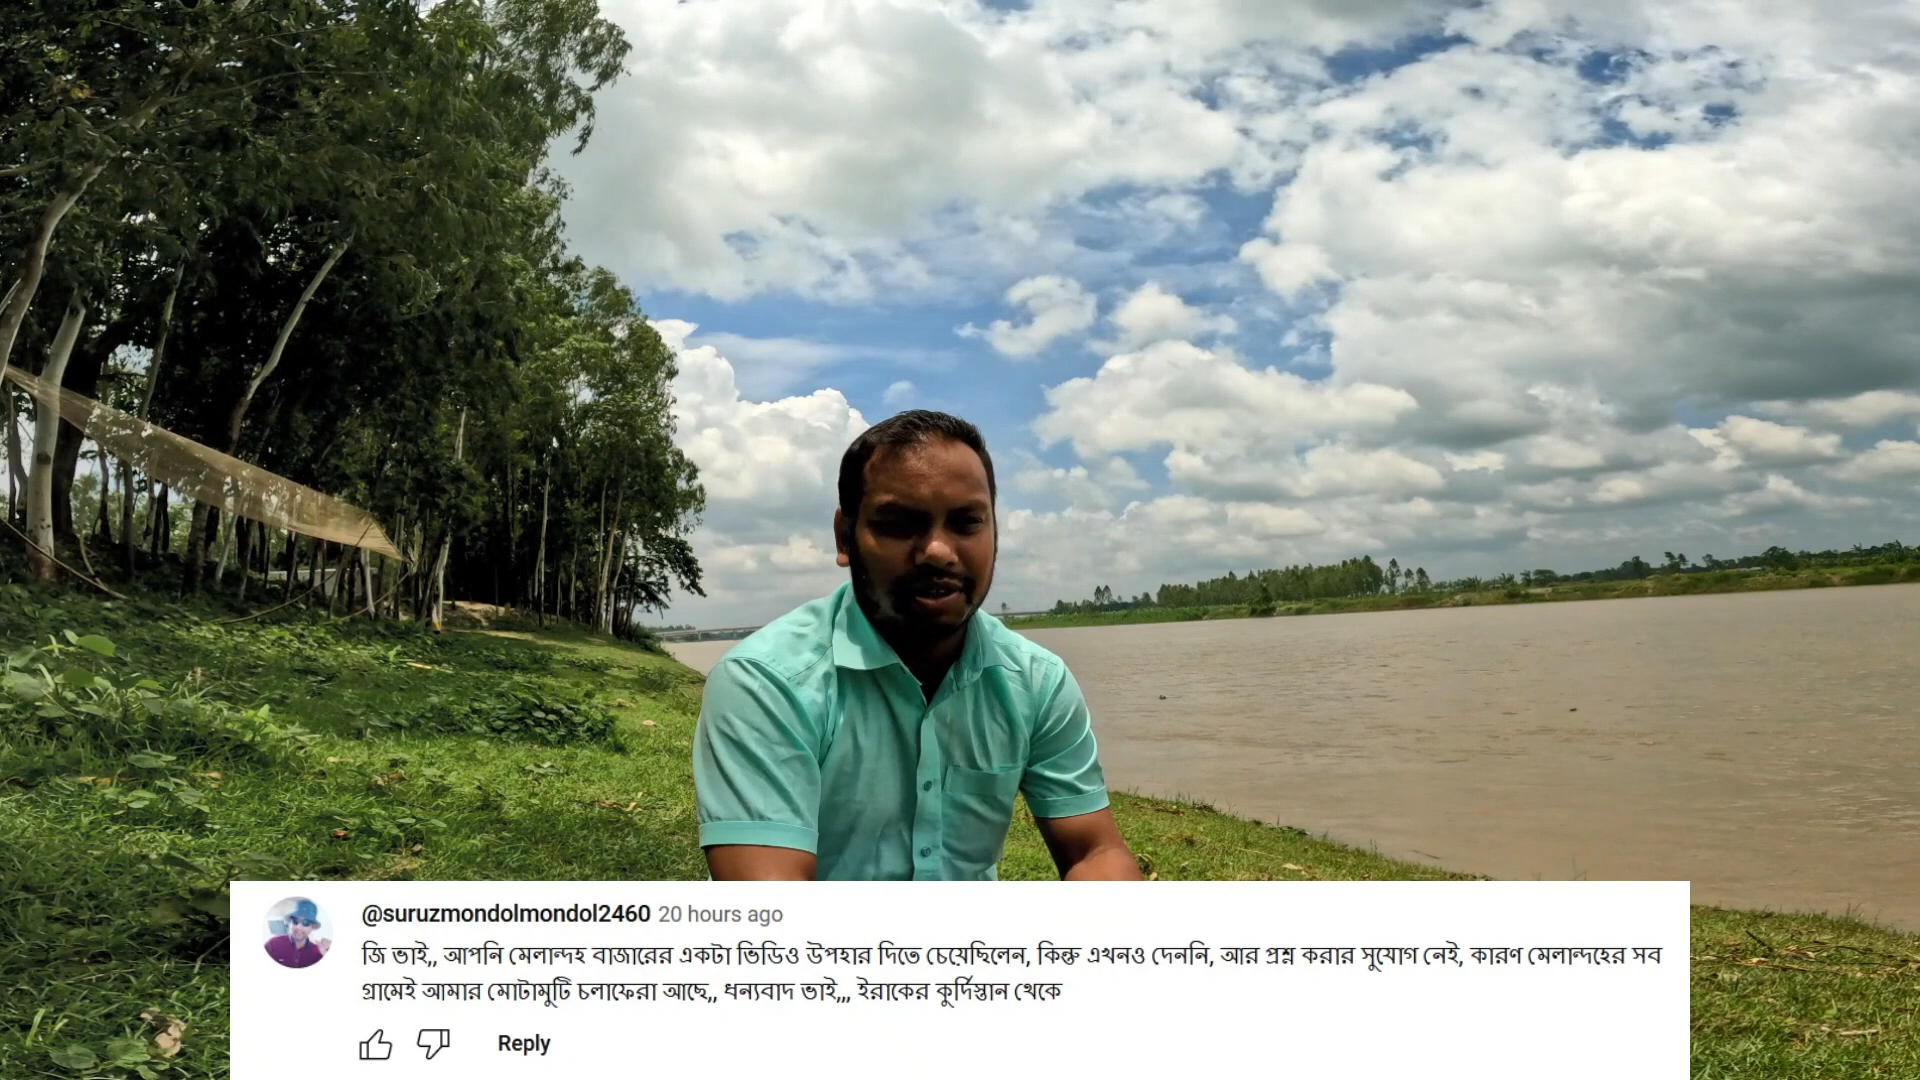 @suruzmondolmondol2460 20 hours ago
জি ভাই,, আপনি মেলান্দহ বাজারের একটা ভিডিও উপহার দিতে চেয়েছিলেন, কিন্তু এখনও দেননি, আর প্রশ্ন করার সুযোগ নেই, কারণ মেলান্দহের সব
গ্রামেই আমার মোটামুটি চলাফেরা আছে,, ধন্যবাদ ভাই,,, ইরাকের কুর্দিস্তান থেকে
Reply